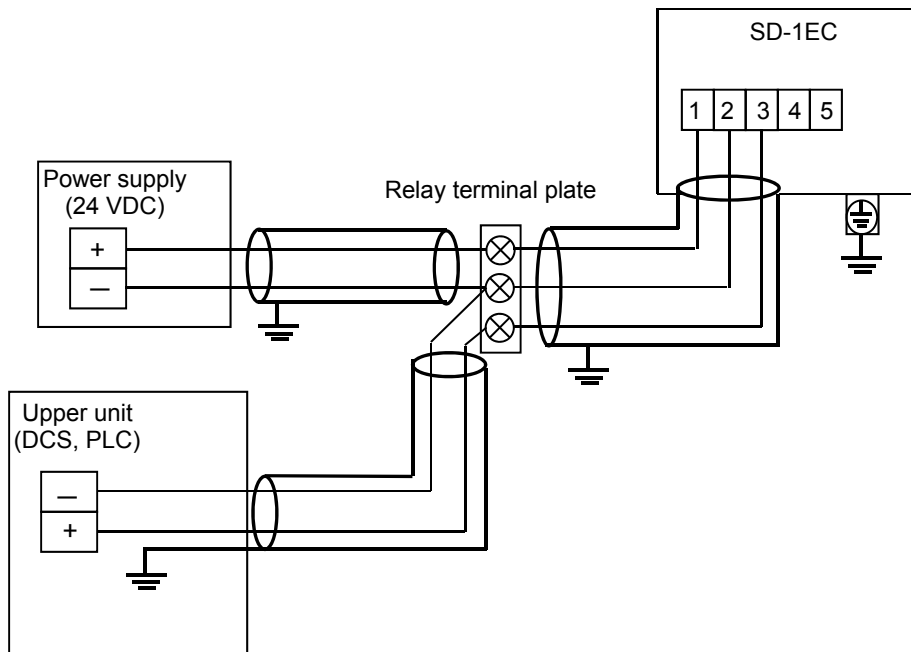 SD-1EC
1 2 3 4 5
Power supply
(24 VDC)
+
–
Relay terminal plate
Upper unit
(DCS, PLC)
–
+